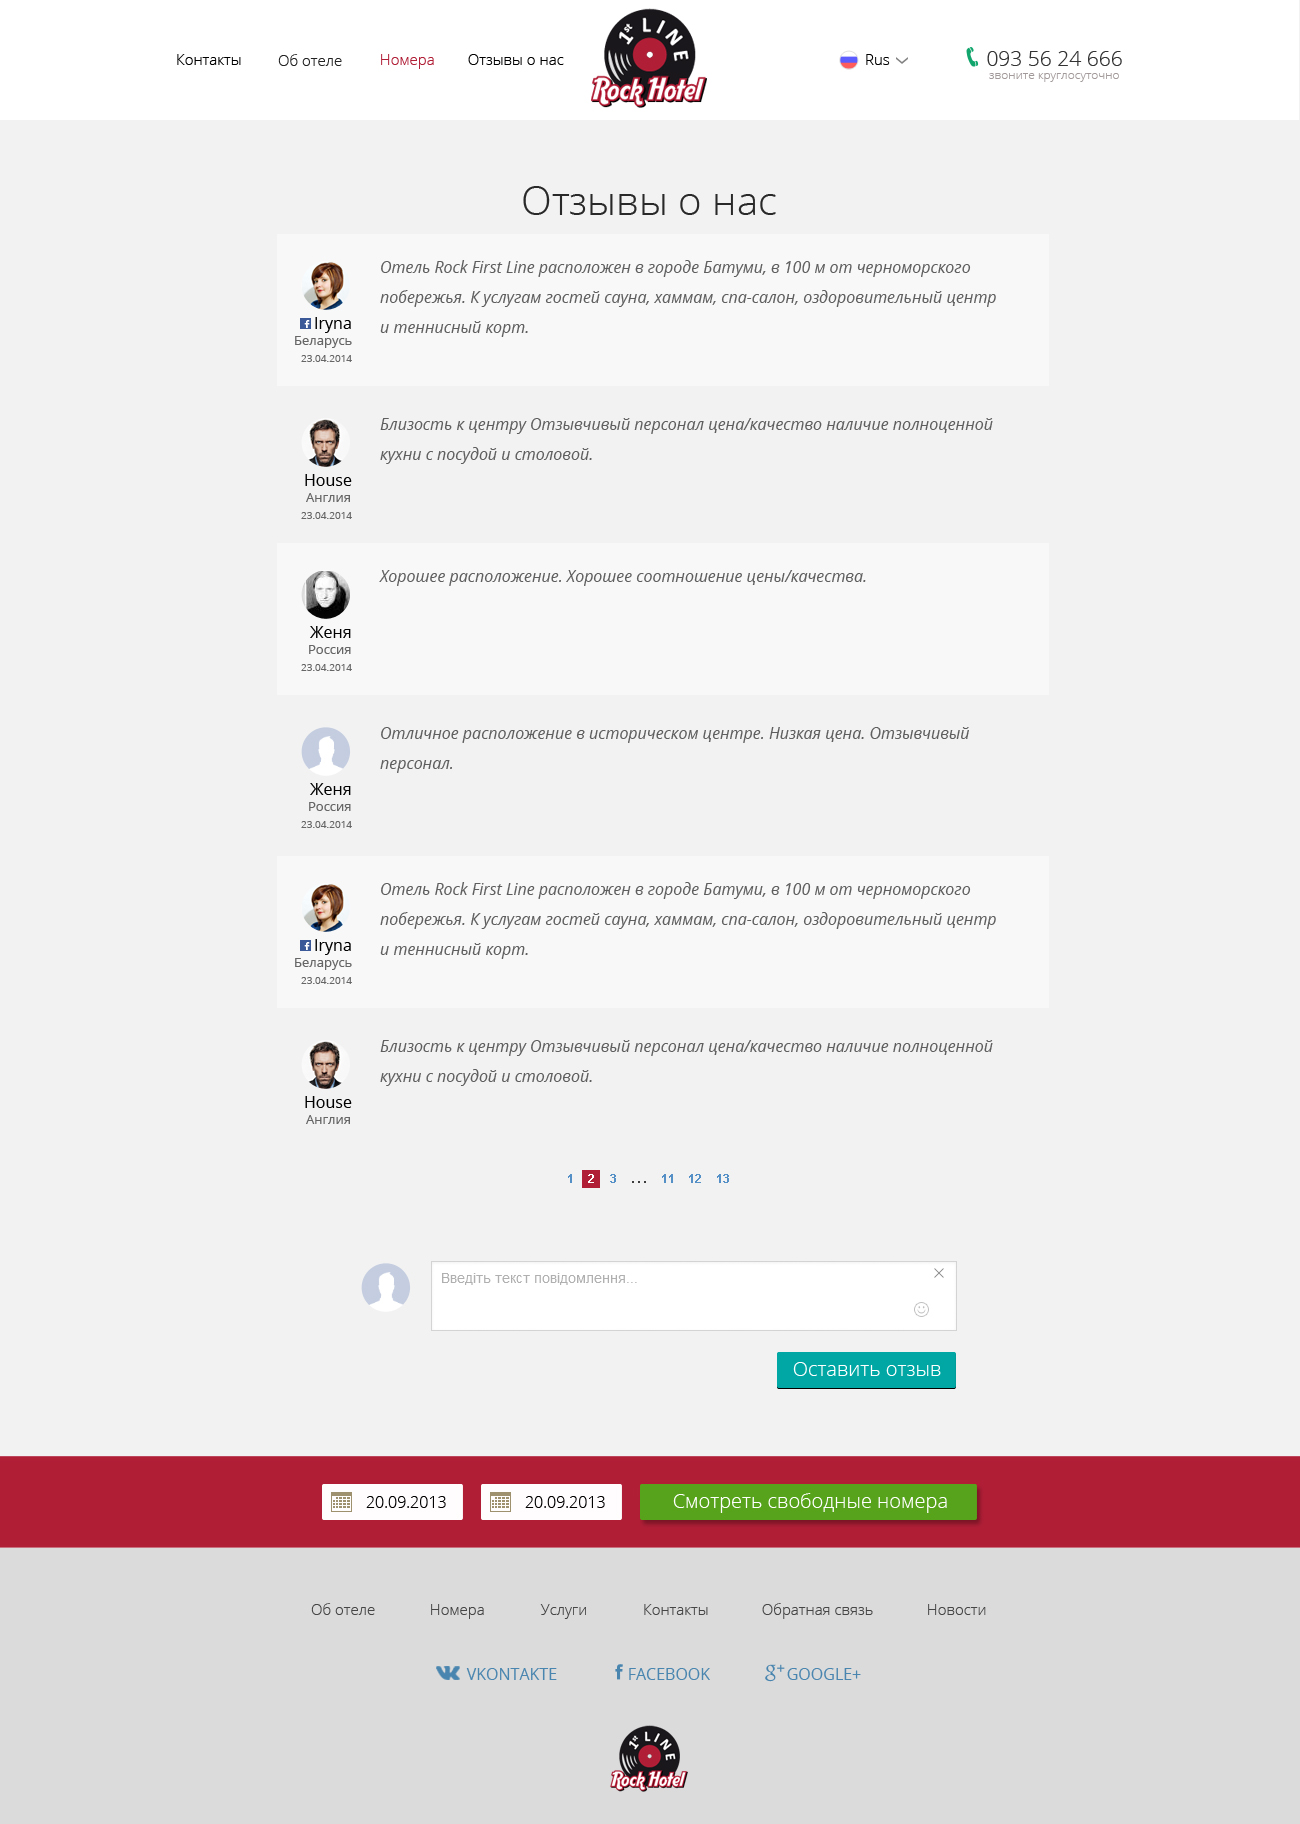 Контакты Об отеле Номера Отзывы о нас
1st LINE
Rock Hotel
Rus
093 56 24 666
звоните круглосуточно
Отзывы о нас
Отель Rock First Line расположен в городе Батуми, в 100 м от черноморского
побережья. К услугам гостей сауна, хаммам, спа-салон, оздоровительный центр
и теннисный корт.
Iryna
Беларусь
23.04.2014
Близость к центру Отзывчивый персонал цена/качество наличие полноценной
кухни с посудой и столовой.
House
Англия
23.04.2014
Хорошее расположение. Хорошее соотношение цены/качества.
Женя
Россия
23.04.2014
Отличное расположение в историческом центре. Низкая цена. Отзывчивый
персонал.
Женя
Россия
23.04.2014
Отель Rock First Line расположен в городе Батуми, в 100 м от черноморского
побережья. К услугам гостей сауна, хаммам, спа-салон, оздоровительный центр
и теннисный корт.
Iryna
Беларусь
23.04.2014
Близость к центру Отзывчивый персонал цена/качество наличие полноценной
кухни с посудой и столовой.
House
Англия
1 2 3 ... 11 12 13
Введіть текст повідомлення...
Оставить отзыв
20.09.2013 20.09.2013 Смотреть свободные номера
Об отеле Номера Услуги Контакты Обратная связь Новости
VKONTAKTE FACEBOOK GOOGLE+
1st LINE
Rock Hotel